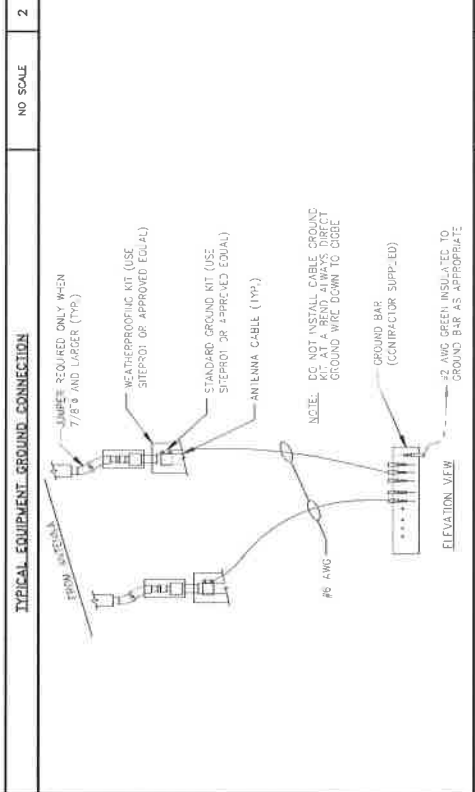 TYPICAL EQUIPMENT GROUND CONNECTION
NO SCALE
2
FROM ANTENNA
JUMPER REQUIRED ONLY WHEN
7/8"Ø AND LARGER (TYP.)
WEATHERPROOFING KIT (USE
SITEPRO1 OR APPROVED EQUAL)
STANDARD GROUND KIT (USE
SITEPRO1 OR APPROVED EQUAL)
ANTENNA CABLE (TYP.)
#6 AWG
NOTE: DO NOT INSTALL CABLE GROUND
KIT AT A BEND ALWAYS DIRECT
GROUND WIRE DOWN TO CIGBE
GROUND BAR
(CONTRACTOR SUPPLIED)
#2 AWG GREEN INSULATED TO
GROUND BAR AS APPROPRIATE
ELEVATION VIEW